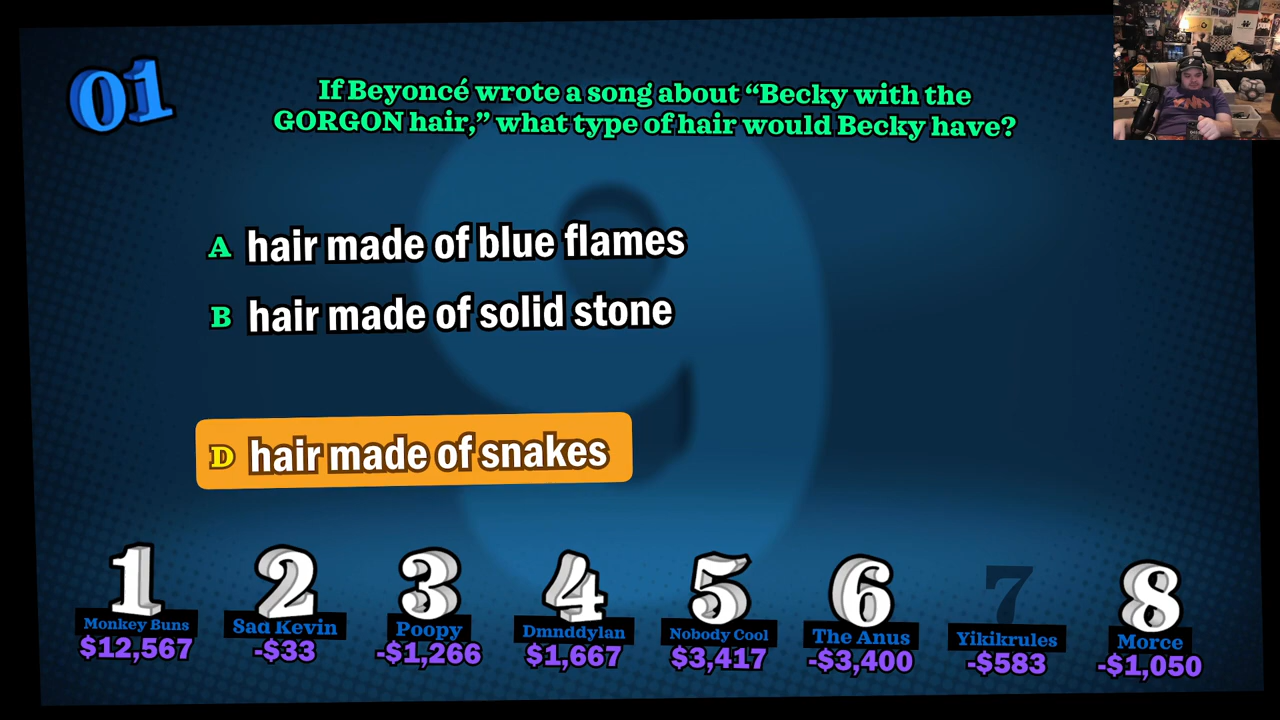 01
If Beyoncé wrote a song about “Becky with the
GORGON hair,” what type of hair would Becky have?
A hair made of blue flames
B hair made of solid stone
D hair made of snakes
9
1 2 3 4 5 6 7 8
Monkey Buns Sad Kevin Poopy Dmnddylan Nobody Cool The Anus Yikikrules Morce
$12,567 -$33 -$1,266 $1,667 $3,417 -$3,400 -$583 -$1,050